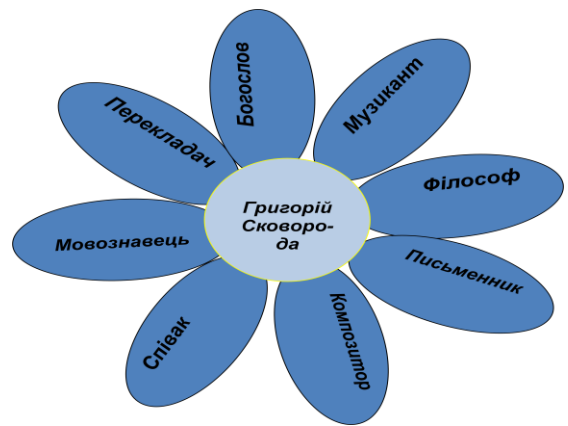 Богослов
Музикант
Філософ
Письменник
Композитор
Співак
Мовознавець
Перекладач
Григорій
Сковоро-
да